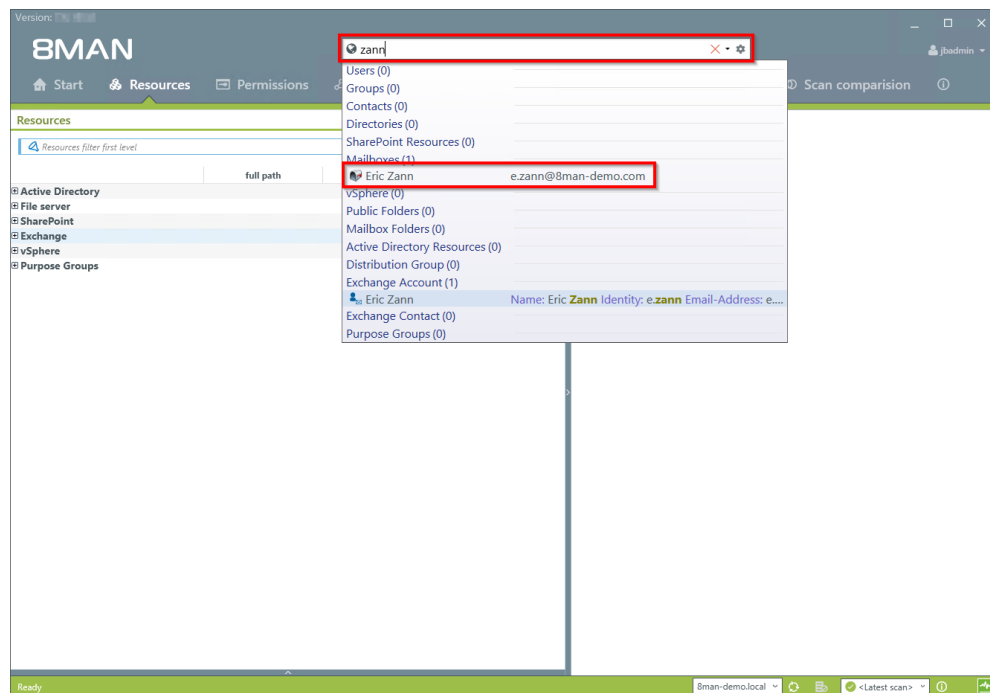 Version:
8MAN
zann
jbadmin
Start
Resources
Permissions
Scan comparision
Resources
Resources filter first level
full path
Active Directory
File server
SharePoint
Exchange
vSphere
Purpose Groups
Users (0)
Groups (0)
Contacts (0)
Directories (0)
SharePoint Resources (0)
Mailboxes (1)
Eric Zann e.zann@8man-demo.com
vSphere (0)
Public Folders (0)
Mailbox Folders (0)
Active Directory Resources (0)
Distribution Group (0)
Exchange Account (1)
Eric Zann Name: Eric Zann Identity: e.zann Email-Address: e....
Exchange Contact (0)
Purpose Groups (0)
Ready
8man-demo.local
<Latest scan>